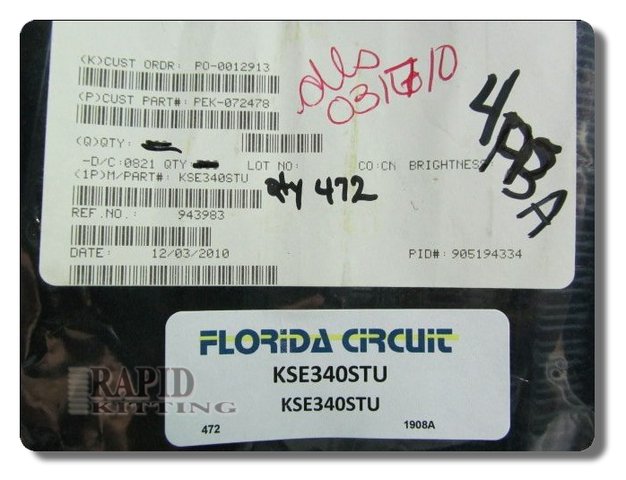 (K)CUST ORDR: PO-0012913
(P)CUST PART#: PEK-072478
(Q)QTY:
-D/C:0821 QTY: LOT NO: CO:CN BRIGHTNESS:
(1P)M/PART#: KSE340STU
qty 472
REF.NO.: 943983
DATE: 12/03/2010 PID#: 905194334
4PBA
FLORIDA CIRCUIT
KSE340STU
KSE340STU
472 1908A
RAPID
KITTING